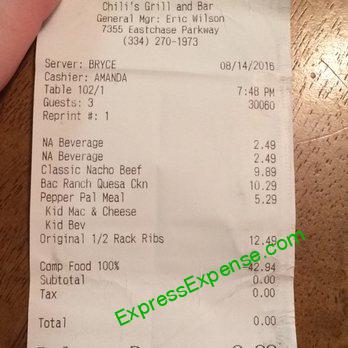 Chili's Grill and Bar
General Mgr: Eric Wilson
7355 Eastchase Parkway
(334) 270-1973
Server: BRYCE 08/14/2016
Cashier: AMANDA
Table 102/1 7:48 PM
Guests: 3 30060
Reprint #: 1
NA Beverage 2.49
NA Beverage 2.49
Classic Nacho Beef 9.89
Bac Ranch Quesa Ckn 10.29
Pepper Pal Meal 5.29
Kid Mac & Cheese
Kid Bev
Original 1/2 Rack Ribs 12.49
Comp Food 100% 42.94
Subtotal 0.00
Tax 0.00
Total 0.00
ExpressExpense.com